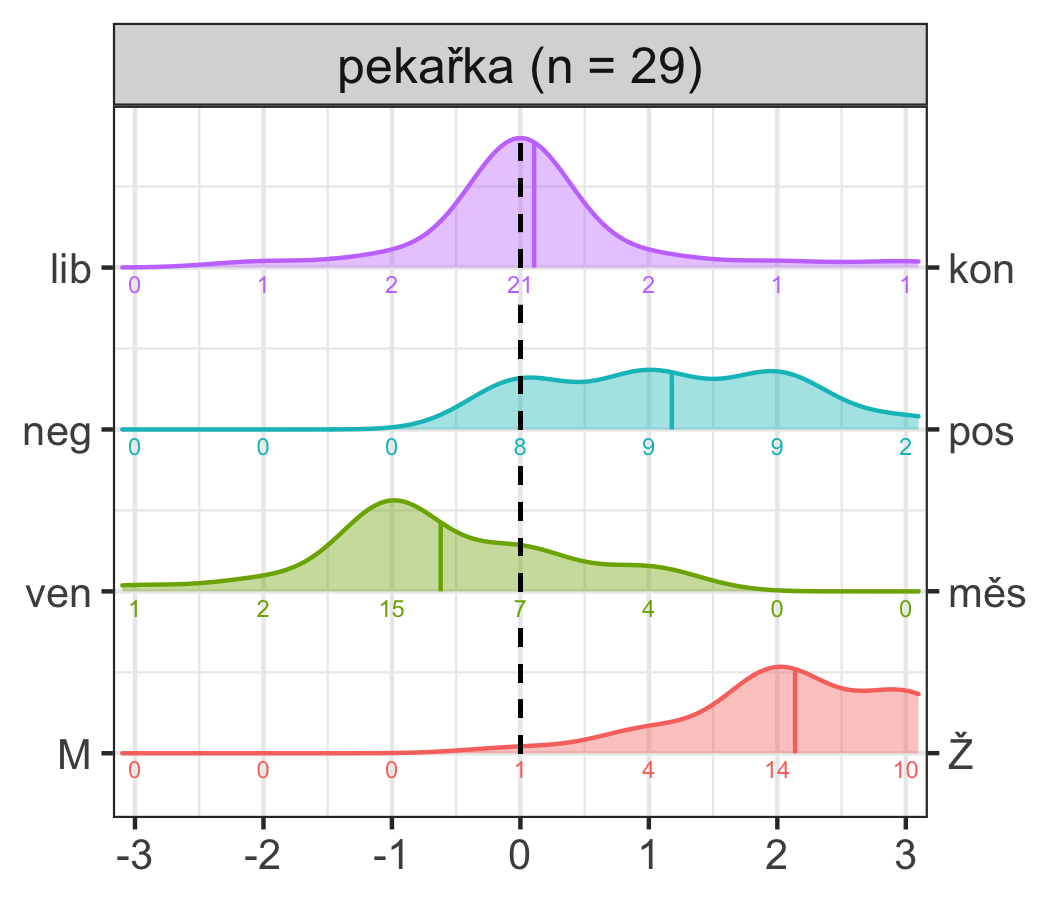 pekařka (n = 29)
lib kon
0 1 2 21 2 1 1
neg pos
0 0 0 8 9 9 2
ven měs
1 2 15 7 4 0 0
M Ž
0 0 0 1 4 14 10
-3 -2 -1 0 1 2 3